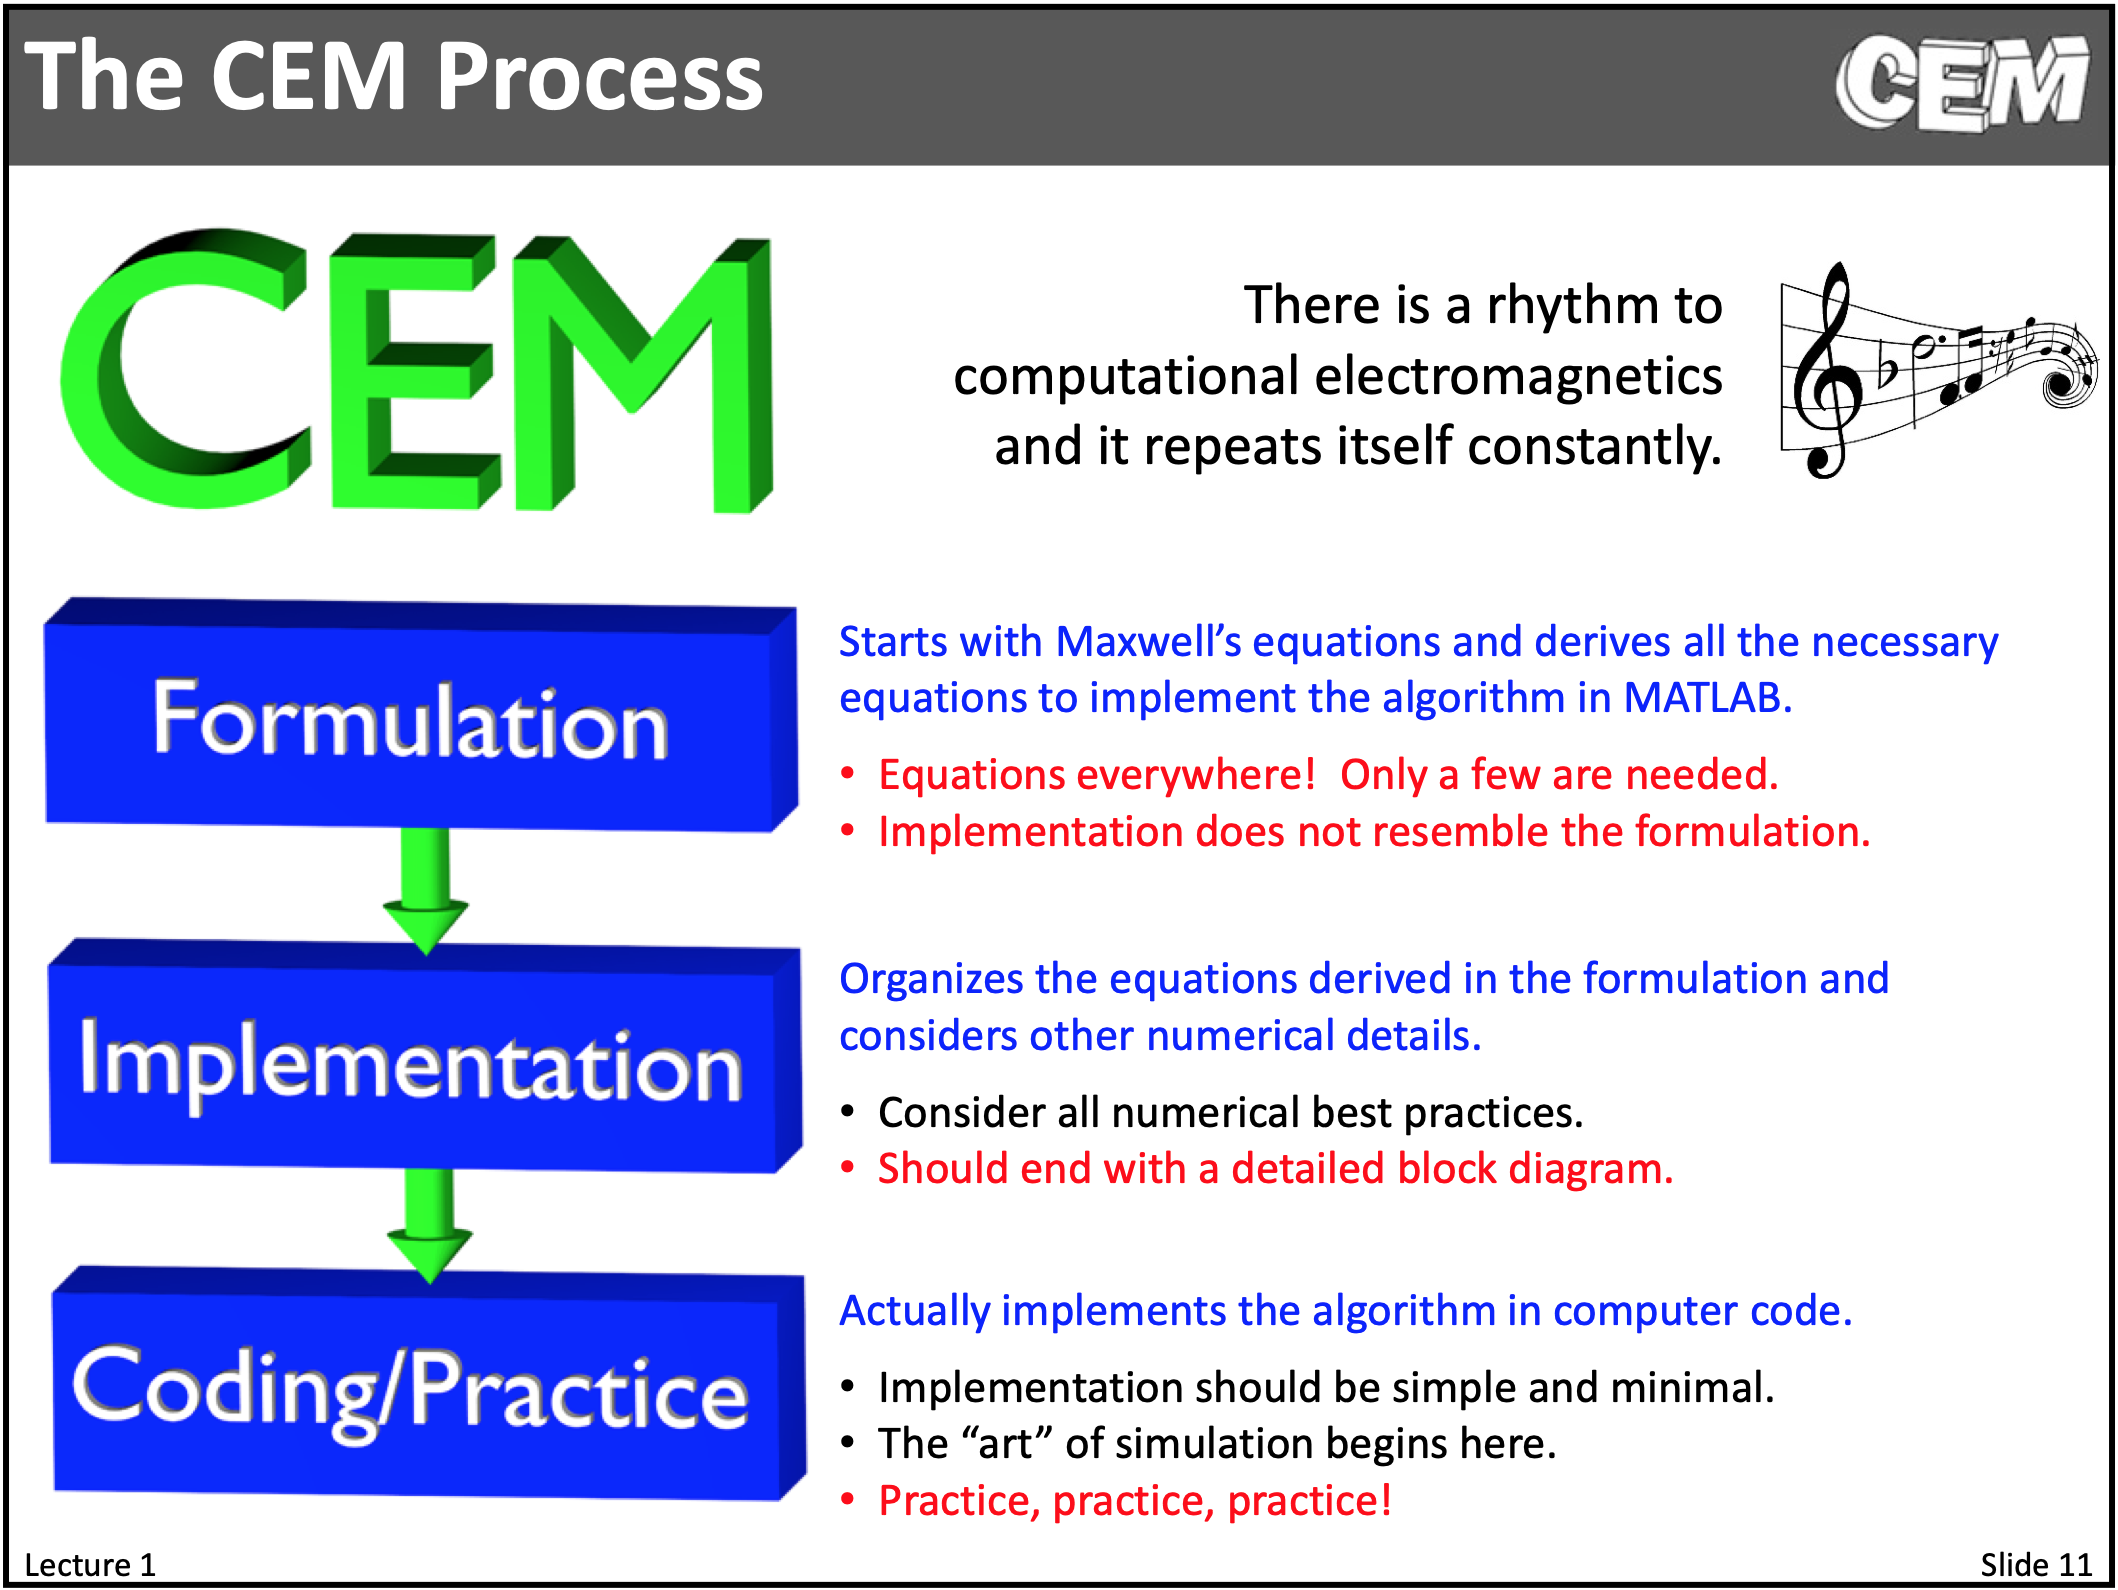 The CEM Process
CEM
CEM
There is a rhythm to
computational electromagnetics
and it repeats itself constantly.
Formulation
Starts with Maxwell’s equations and derives all the necessary
equations to implement the algorithm in MATLAB.
• Equations everywhere!  Only a few are needed.
• Implementation does not resemble the formulation.
Implementation
Organizes the equations derived in the formulation and
considers other numerical details.
• Consider all numerical best practices.
• Should end with a detailed block diagram.
Coding/Practice
Actually implements the algorithm in computer code.
• Implementation should be simple and minimal.
• The “art” of simulation begins here.
• Practice, practice, practice!
Lecture 1
Slide 11